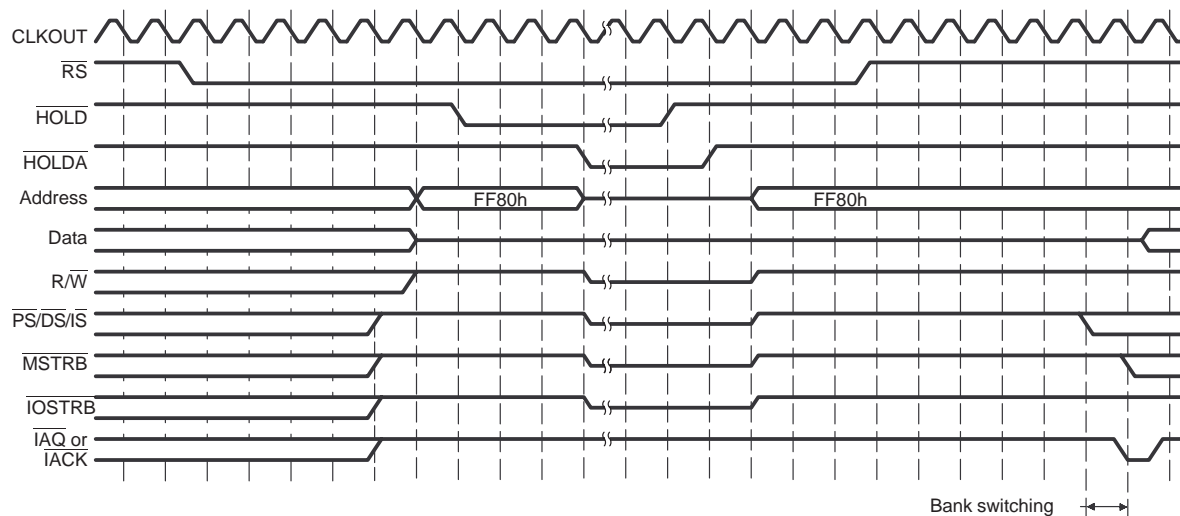 CLKOUT
RS
HOLD
HOLDA
Address FF80h FF80h
Data
R/W
PS/DS/IS
MSTRB
IOSTRB
IAQ or
IACK
Bank switching